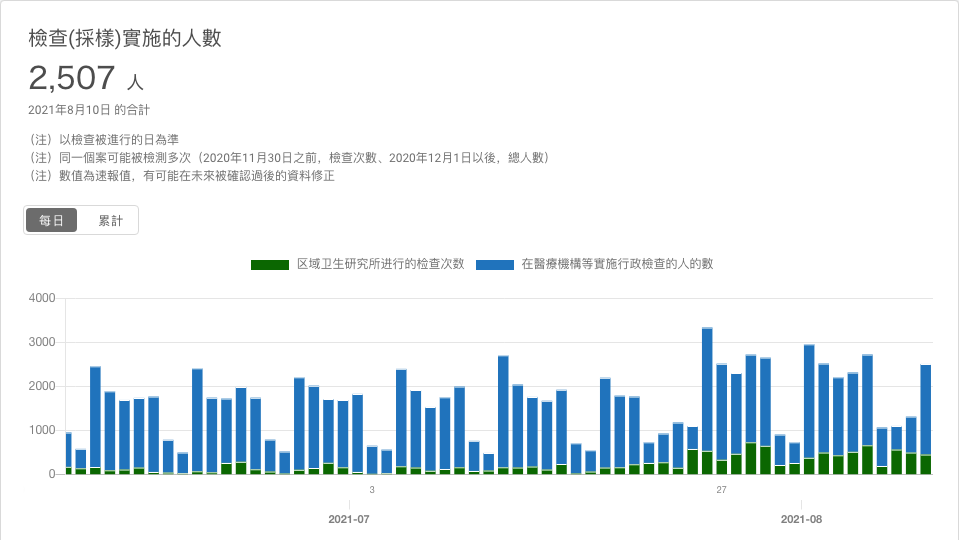 檢查(採樣)實施的人數
2,507 人
2021年8月10日 的合計
（注）以檢查被進行的日為準
（注）同一個案可能被檢測多次（2020年11月30日之前，檢查次數、2020年12月1日以後，總人數）
（注）數值為速報值，有可能在未來被確認過後的資料修正
每日 累計
区域卫生研究所进行的检查次数 在醫療機構等實施行政檢查的人的數
4000
3000
2000
1000
0
3 27
2021-07 2021-08